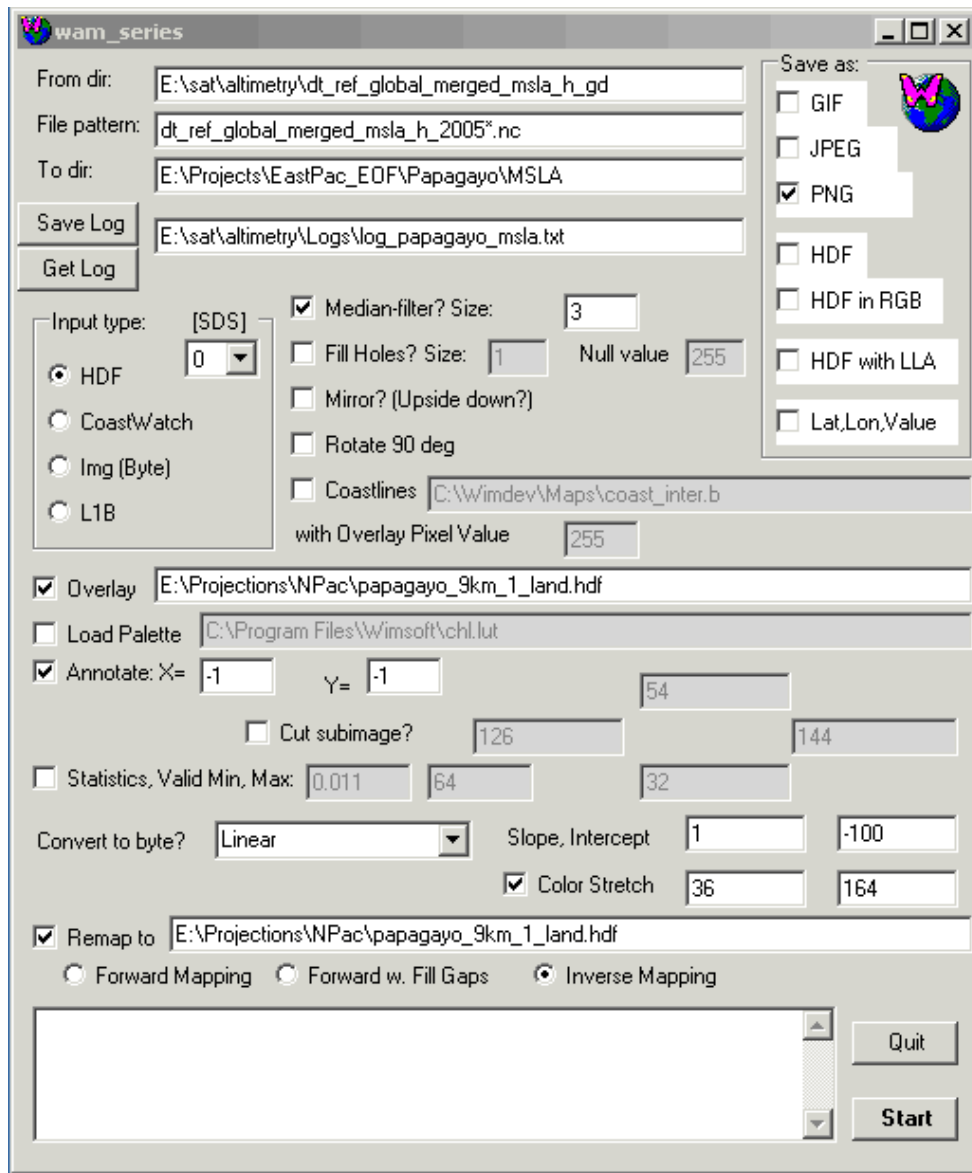 wam_series
From dir: E:\sat\altimetry\dt_ref_global_merged_msla_h_gd
File pattern: dt_ref_global_merged_msla_h_2005*.nc
To dir: E:\Projects\EastPac_EOF\Papagayo\MSLA
Save Log E:\sat\altimetry\Logs\log_papagayo_msla.txt
Get Log
Save as:
GIF
JPEG
PNG
HDF
HDF in RGB
HDF with LLA
Lat,Lon,Value
Input type: [SDS]
0
HDF
CoastWatch
Img (Byte)
L1B
Median-filter? Size: 3
Fill Holes? Size: 1 Null value 255
Mirror? (Upside down?)
Rotate 90 deg
Coastlines C:\Wimdev\Maps\coast_inter.b
with Overlay Pixel Value 255
Overlay E:\Projections\NPac\papagayo_9km_1_land.hdf
Load Palette C:\Program Files\Wimsoft\chl.lut
Annotate: X= -1 Y= -1
54
Cut subimage? 126 144
Statistics, Valid Min, Max: 0.011 64 32
Convert to byte? Linear Slope, Intercept 1 -100
Color Stretch 36 164
Remap to E:\Projections\NPac\papagayo_9km_1_land.hdf
Forward Mapping Forward w. Fill Gaps Inverse Mapping
Quit
Start